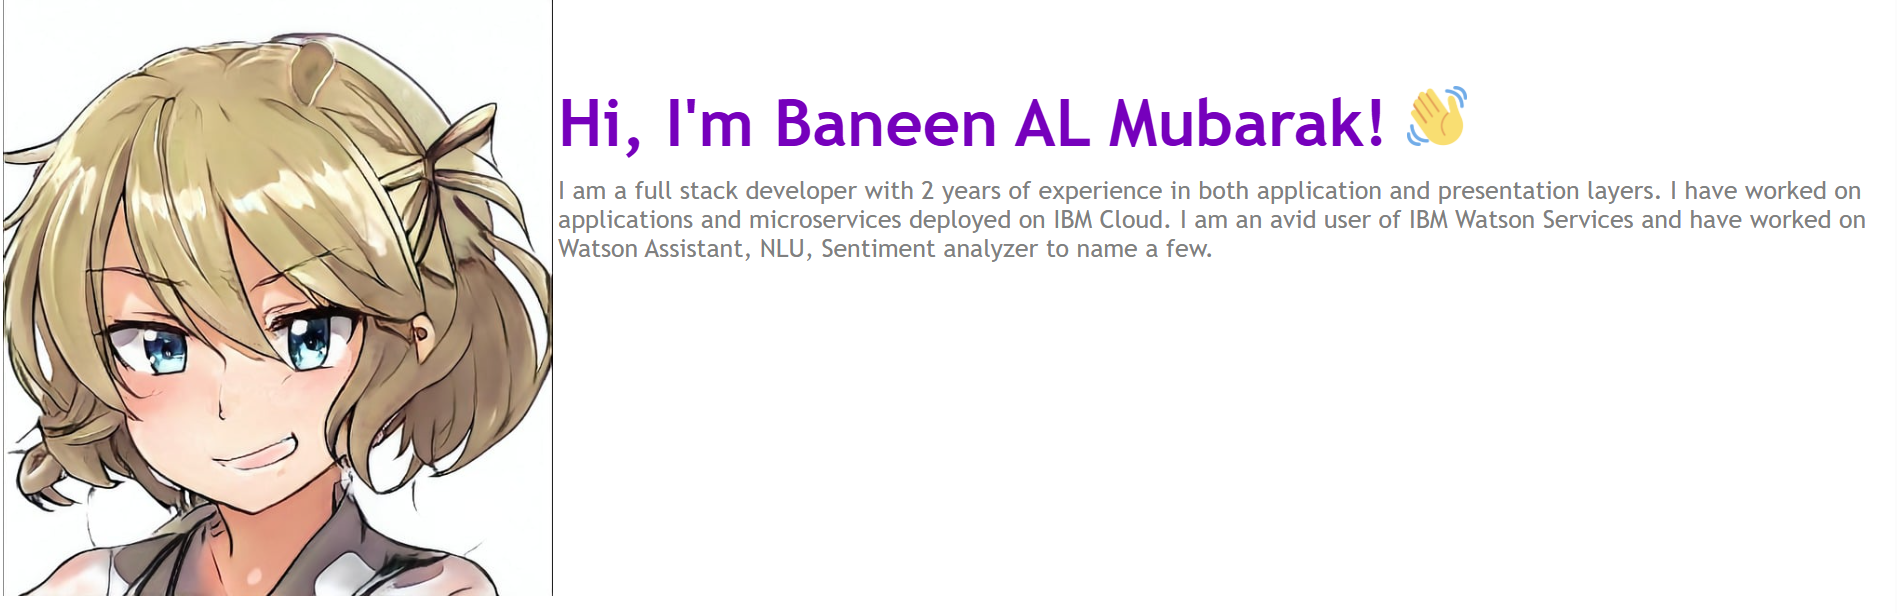 Hi, I'm Baneen AL Mubarak! 👋
I am a full stack developer with 2 years of experience in both application and presentation layers. I have worked on
applications and microservices deployed on IBM Cloud. I am an avid user of IBM Watson Services and have worked on
Watson Assistant, NLU, Sentiment analyzer to name a few.